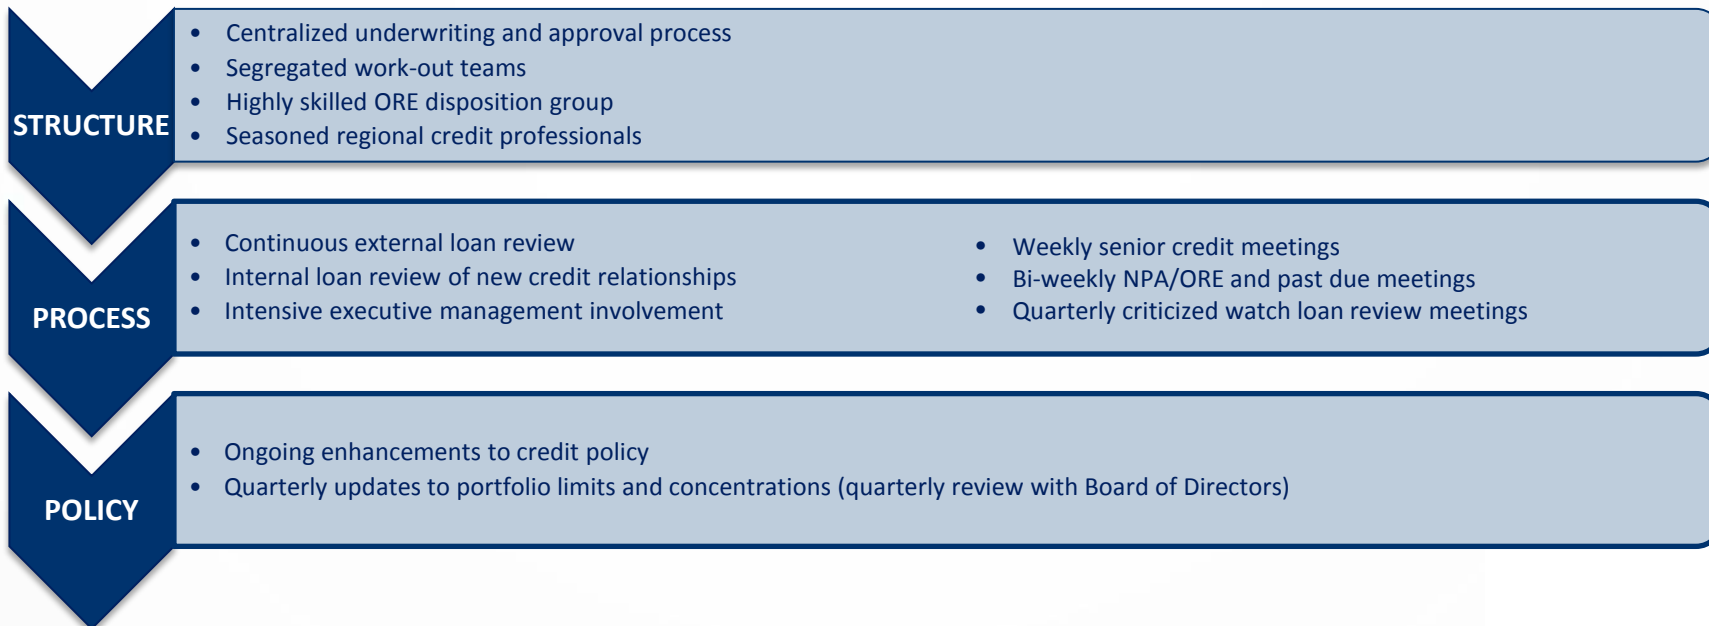 STRUCTURE
• Centralized underwriting and approval process
• Segregated work-out teams
• Highly skilled ORE disposition group
• Seasoned regional credit professionals
PROCESS
• Continuous external loan review
• Internal loan review of new credit relationships
• Intensive executive management involvement
• Weekly senior credit meetings
• Bi-weekly NPA/ORE and past due meetings
• Quarterly criticized watch loan review meetings
POLICY
• Ongoing enhancements to credit policy
• Quarterly updates to portfolio limits and concentrations (quarterly review with Board of Directors)